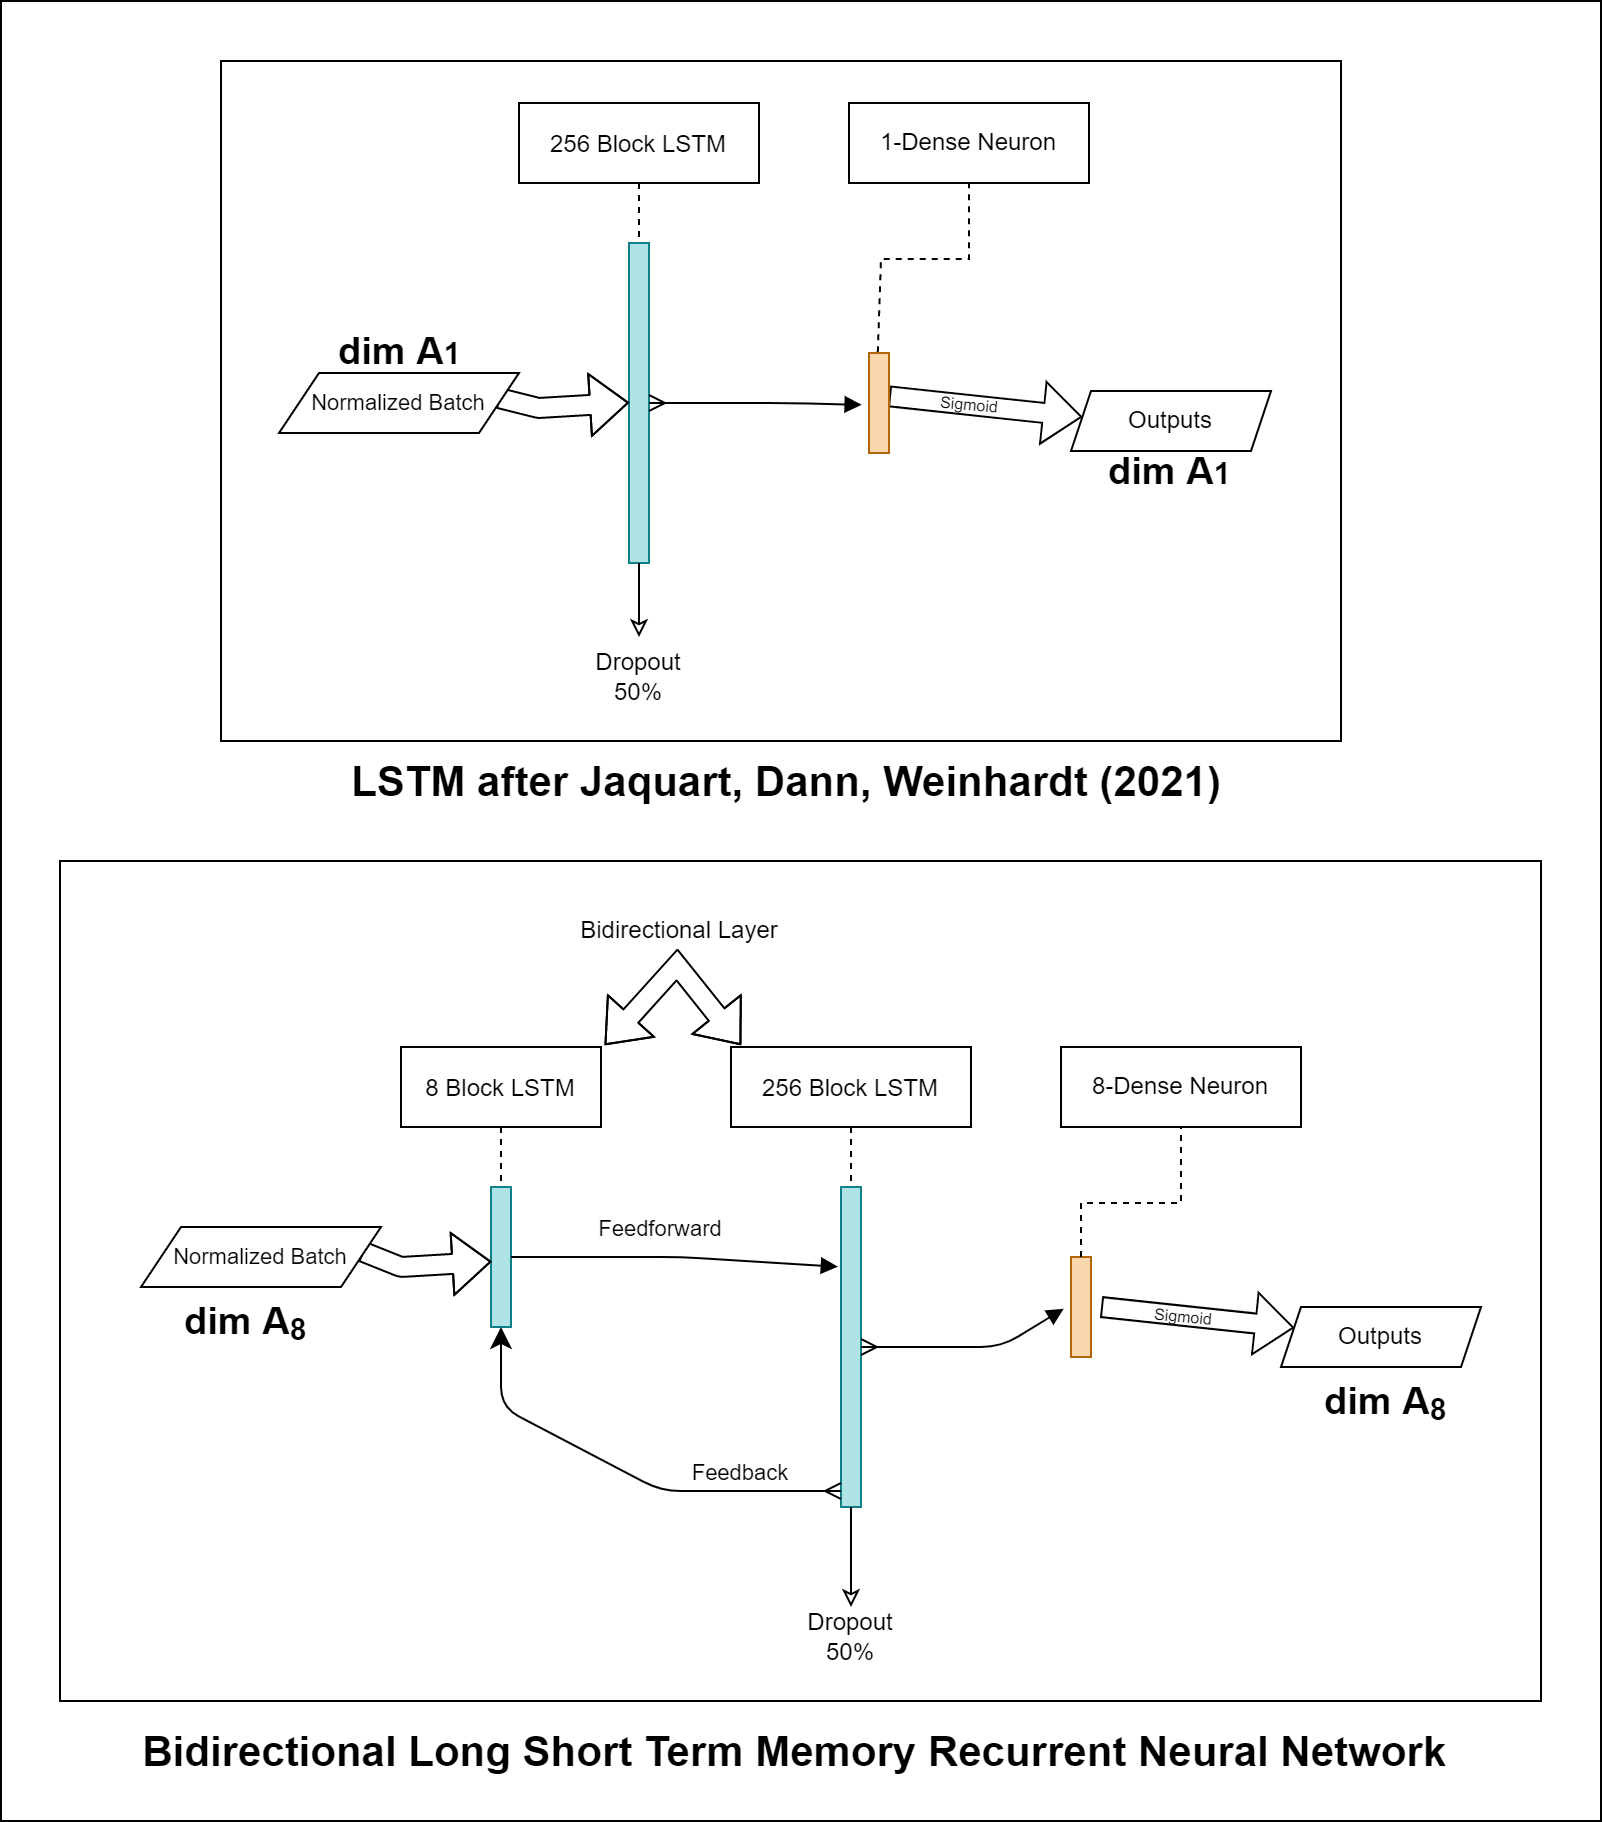 256 Block LSTM
1-Dense Neuron
dim A1
Normalized Batch
Sigmoid
Outputs
dim A1
Dropout
50%
LSTM after Jaquart, Dann, Weinhardt (2021)
Bidirectional Layer
8 Block LSTM
256 Block LSTM
8-Dense Neuron
Feedforward
Normalized Batch
dim A8
Sigmoid
Outputs
dim A8
Feedback
Dropout
50%
Bidirectional Long Short Term Memory Recurrent Neural Network